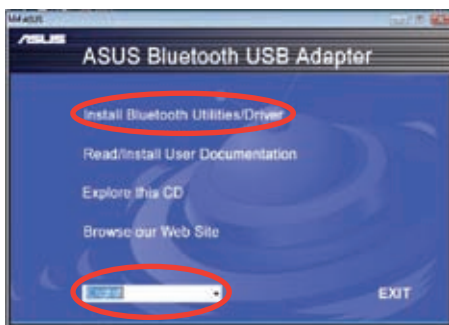 ASUS
ASUS Bluetooth USB Adapter
Install Bluetooth Utilities/Driver
Read/Install User Documentation
Explore this CD
Browse our Web Site
English
EXIT